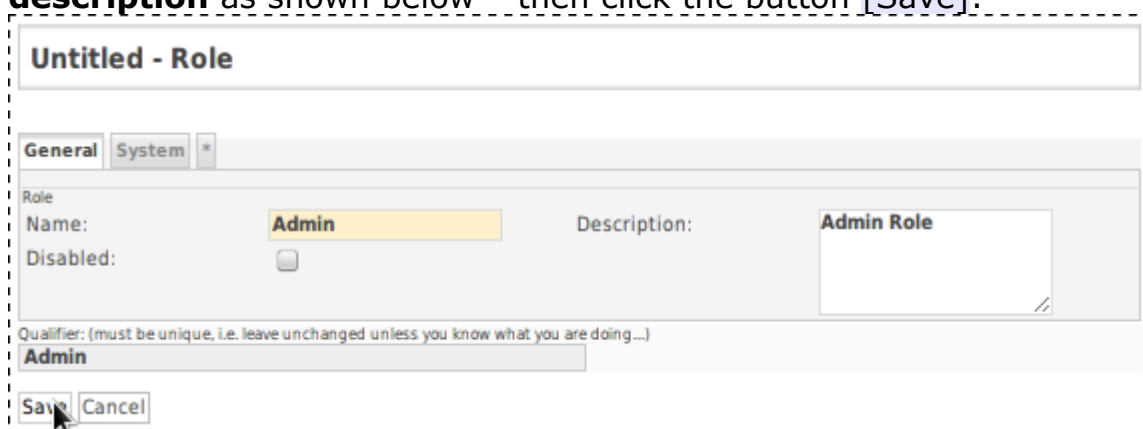 description as shown below – then click the button [Save].
Untitled - Role
General System *
Role
Name: Admin Description: Admin Role
Disabled:
Qualifier: (must be unique, i.e. leave unchanged unless you know what you are doing...)
Admin
Save Cancel